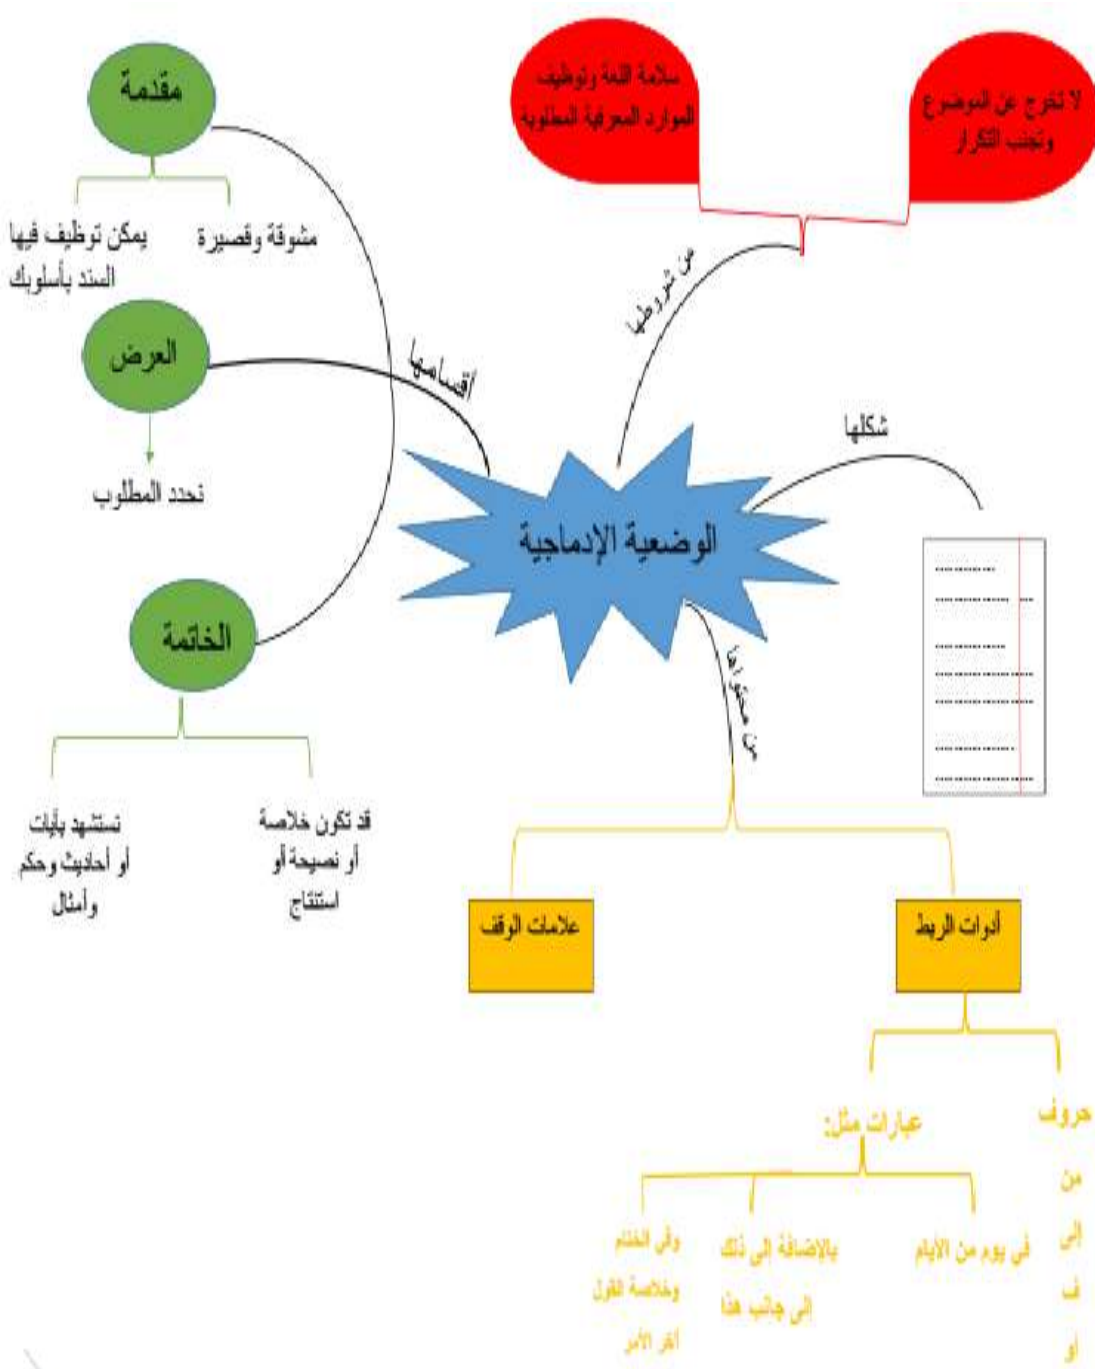 لا تخرج عن الموضوع
وتجنب التكرار
سلامة اللغة وتوظيف
الموارد المعرفية المطلوبة
مقدمة
مشوقة وقصيرة
يمكن توظيف فيها
السند بأسلوبك
من شروطها
العرض
أقسامها
نحدد المطلوب
شكلها
الوضعية الإدماجية
الخاتمة
قد تكون خلاصة
أو نصيحة أو
استنتاج
تستشهد بآيات
أو أحاديث وحكم
وأمثال
من محتواها
أدوات الربط
علامات الوقف
حروف
من
إلى
ف
أو
عبارات مثل:
في يوم من الأيام
بالإضافة إلى ذلك
إلى جانب هذا
وفي الختام
وخلاصة القول
آخر الأمر